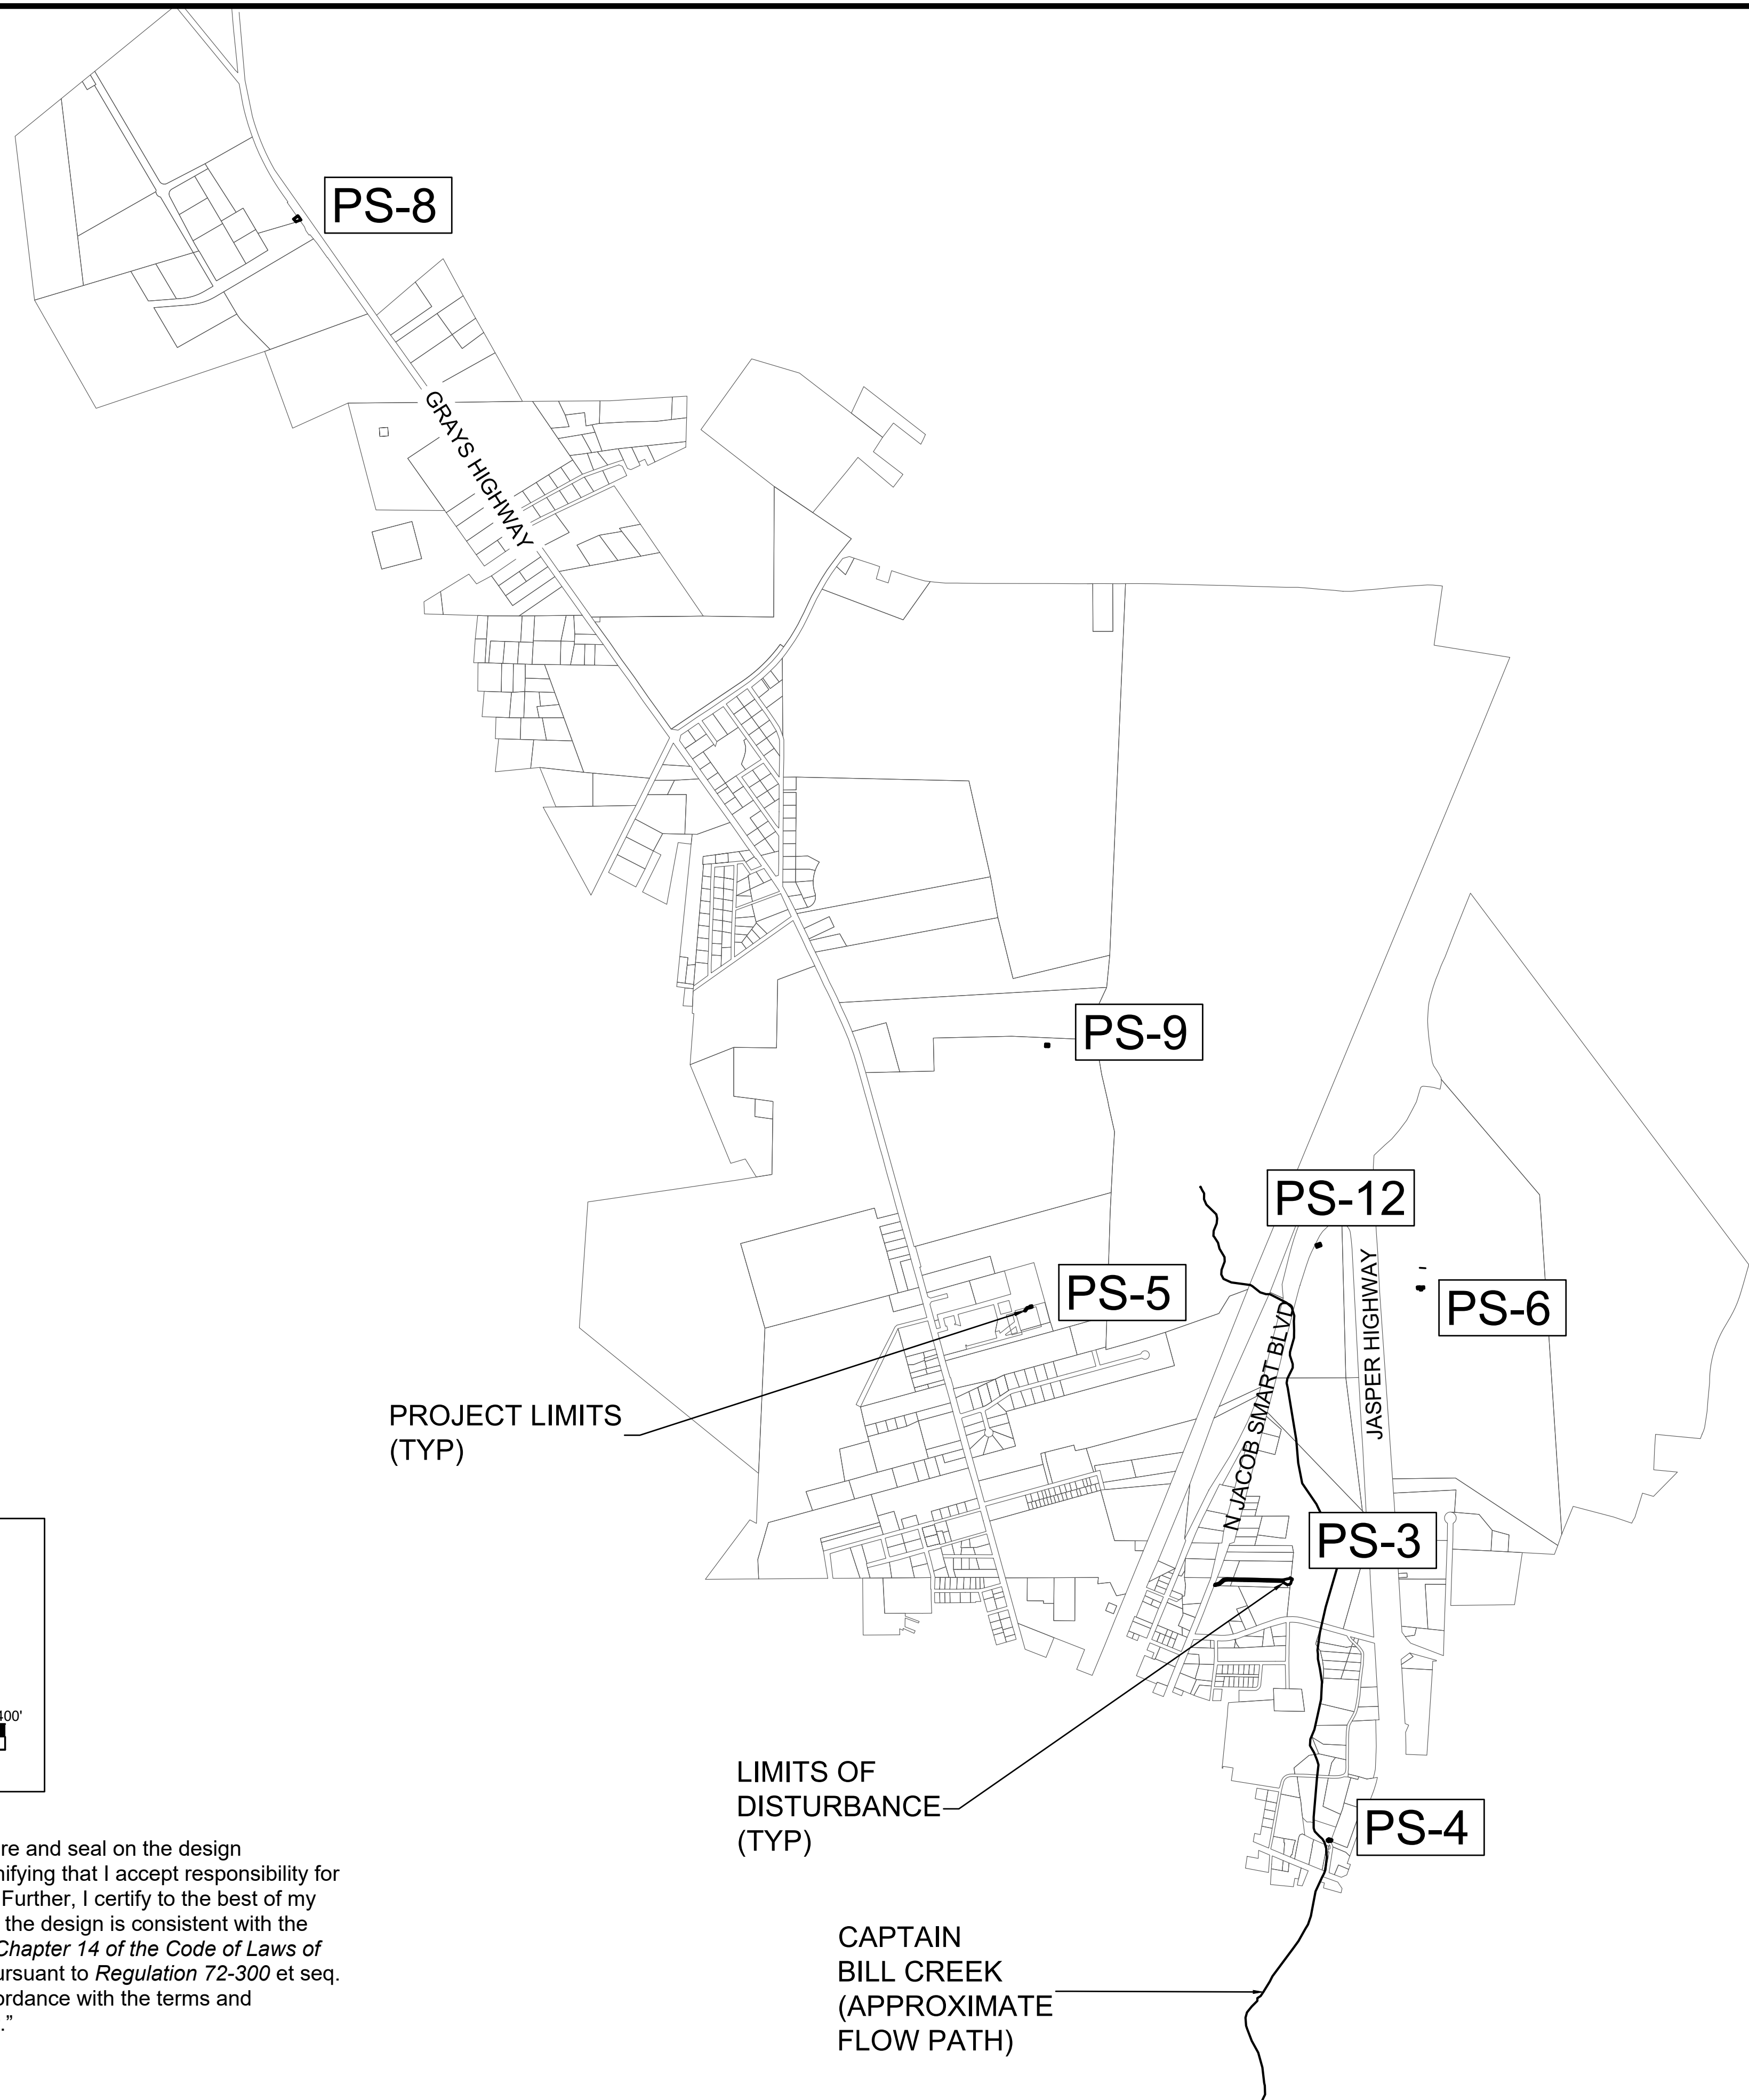 PS-8
GRAYS HIGHWAY
PS-9
PS-12
PS-5
JASPER HIGHWAY
PS-6
N JACOB SMART BLVD
PROJECT LIMITS
(TYP)
PS-3
LIMITS OF
DISTURBANCE
(TYP)
PS-4
CAPTAIN
BILL CREEK
(APPROXIMATE
FLOW PATH)
400'
re and seal on the design
nifying that I accept responsibility for
Further, I certify to the best of my
the design is consistent with the
Chapter 14 of the Code of Laws of
ursuant to Regulation 72-300 et seq.
ordance with the terms and
.”